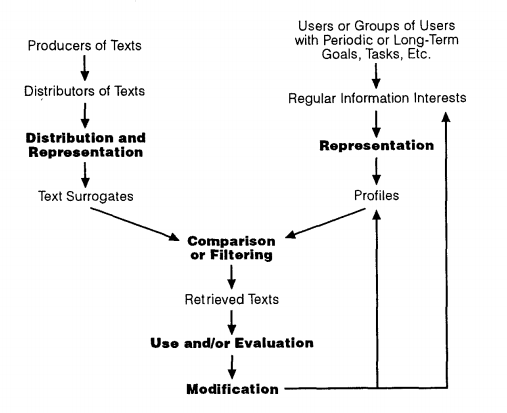 Producers of Texts
Distributors of Texts
Distribution and
Representation
Text Surrogates
Users or Groups of Users
with Periodic or Long-Term
Goals, Tasks, Etc.
Regular Information Interests
Representation
Profiles
Comparison
or Filtering
Retrieved Texts
Use and/or Evaluation
Modification